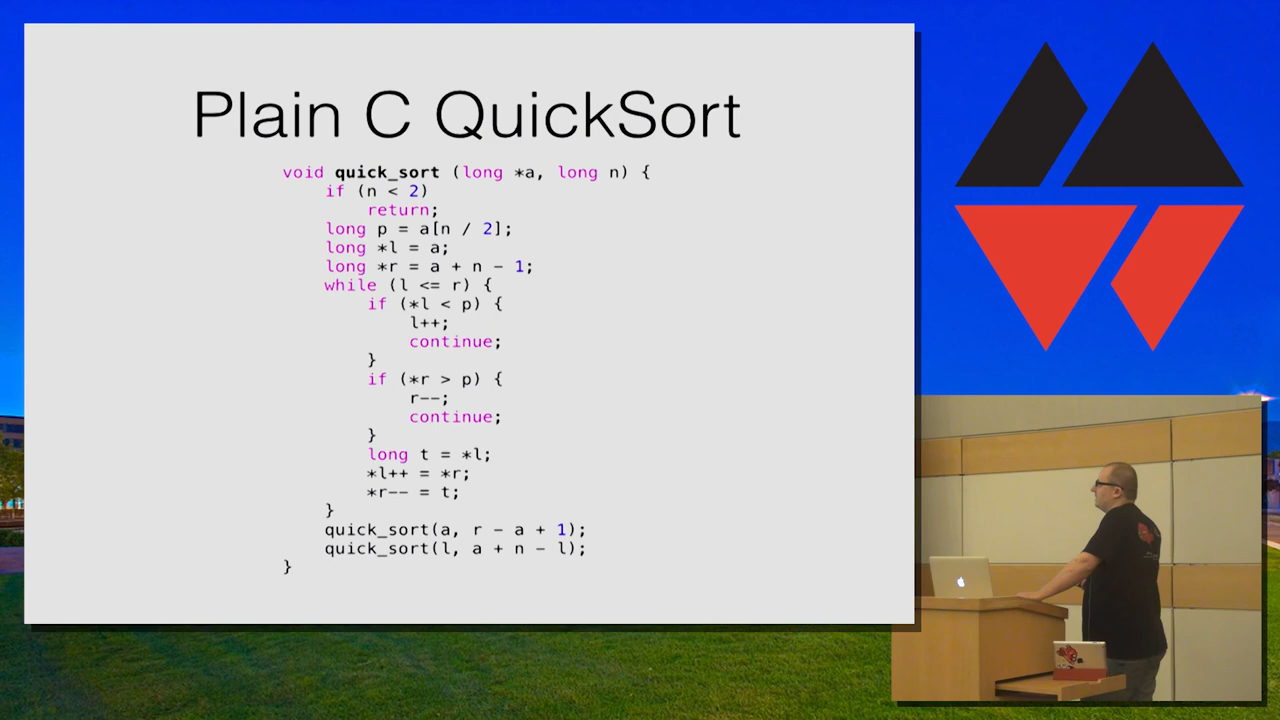 Plain C QuickSort
void quick_sort (long *a, long n) {
    if (n < 2)
        return;
    long p = a[n / 2];
    long *l = a;
    long *r = a + n - 1;
    while (l <= r) {
        if (*l < p) {
            l++;
            continue;
        }
        if (*r > p) {
            r--;
            continue;
        }
        long t = *l;
        *l++ = *r;
        *r-- = t;
    }
    quick_sort(a, r - a + 1);
    quick_sort(l, a + n - l);
}